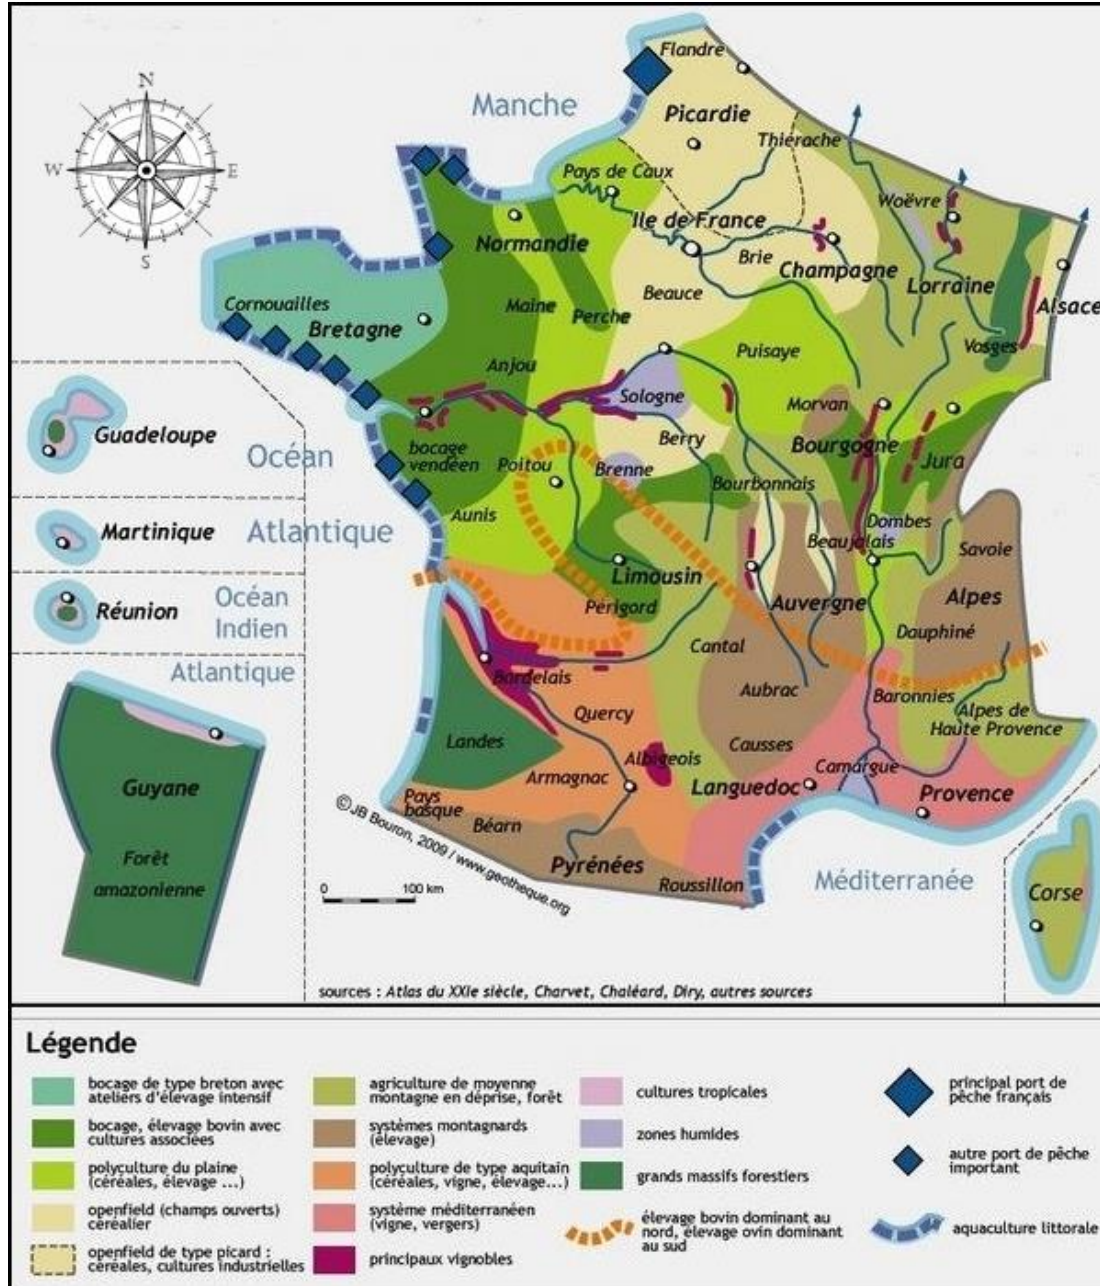 N
W
E
S
Manche
Flandre
Picardie
Thiérache
Pays de Caux
Ile de France
Woëvre
Normandie
Brie
Champagne
Lorraine
Alsace
Beauce
Cornouailles
Bretagne
Maine
Perche
Vosges
Anjou
Puisaye
Sologne
Morvan
Guadeloupe
Océan
bocage
vendéen
Berry
Bourgogne
Jura
Poitou
Brenne
Bourbonnais
Martinique
Atlantique
Aunis
Dombes
Beaujolais
Savoie
Limousin
Réunion
Océan
Indien
Périgord
Auvergne
Alpes
Dauphiné
Cantal
Atlantique
Bordelais
Aubrac
Baronnies
Quercy
Alpes de
Haute Provence
Landes
Albigeois
Causses
Camargue
Armagnac
Languedoc
Provence
Guyane
Pays
basque
Béarn
Forêt
amazonienne
Pyrénées
Roussillon
Méditerranée
Corse
©JB Bouron, 2009 / www.geotheque.org
0 100 km
sources : Atlas du XXIe siècle, Charvet, Chaléard, Diry, autres sources
Légende
bocage de type breton avec
ateliers d'élevage intensif
bocage, élevage bovin avec
cultures associées
polyculture du plaine
(céréales, élevage ...)
openfield (champs ouverts)
céréalier
openfield de type picard :
céréales, cultures industrielles
agriculture de moyenne
montagne en déprise, forêt
systèmes montagnards
(élevage)
polyculture de type aquitain
(céréales, vigne, élevage...)
système méditerranéen
(vigne, vergers)
principaux vignobles
cultures tropicales
zones humides
grands massifs forestiers
élevage bovin dominant au
nord, élevage ovin dominant
au sud
principal port de
pêche français
autre port de pêche
important
aquaculture littorale